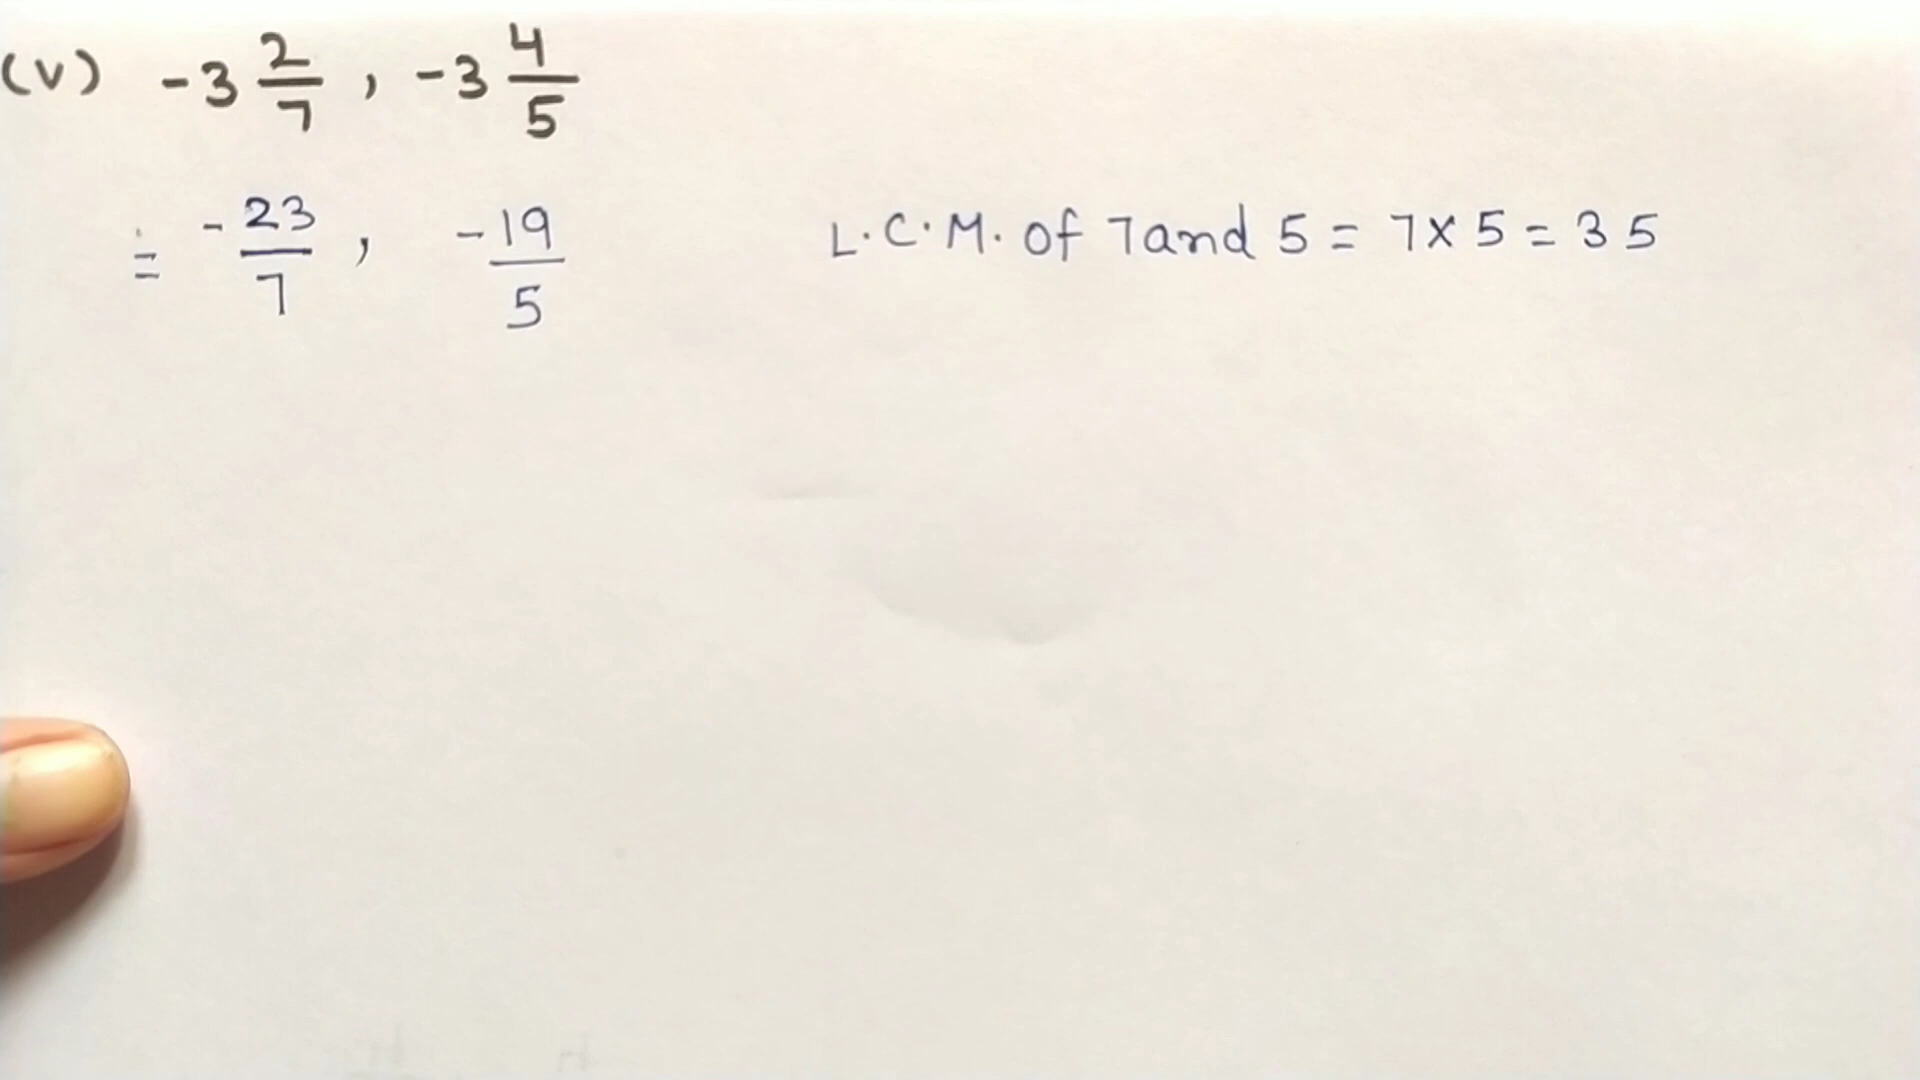 (v) -3 2/7 , -3 4/5
= -23/7 , -19/5 L.C.M. of 7 and 5 = 7 x 5 = 35